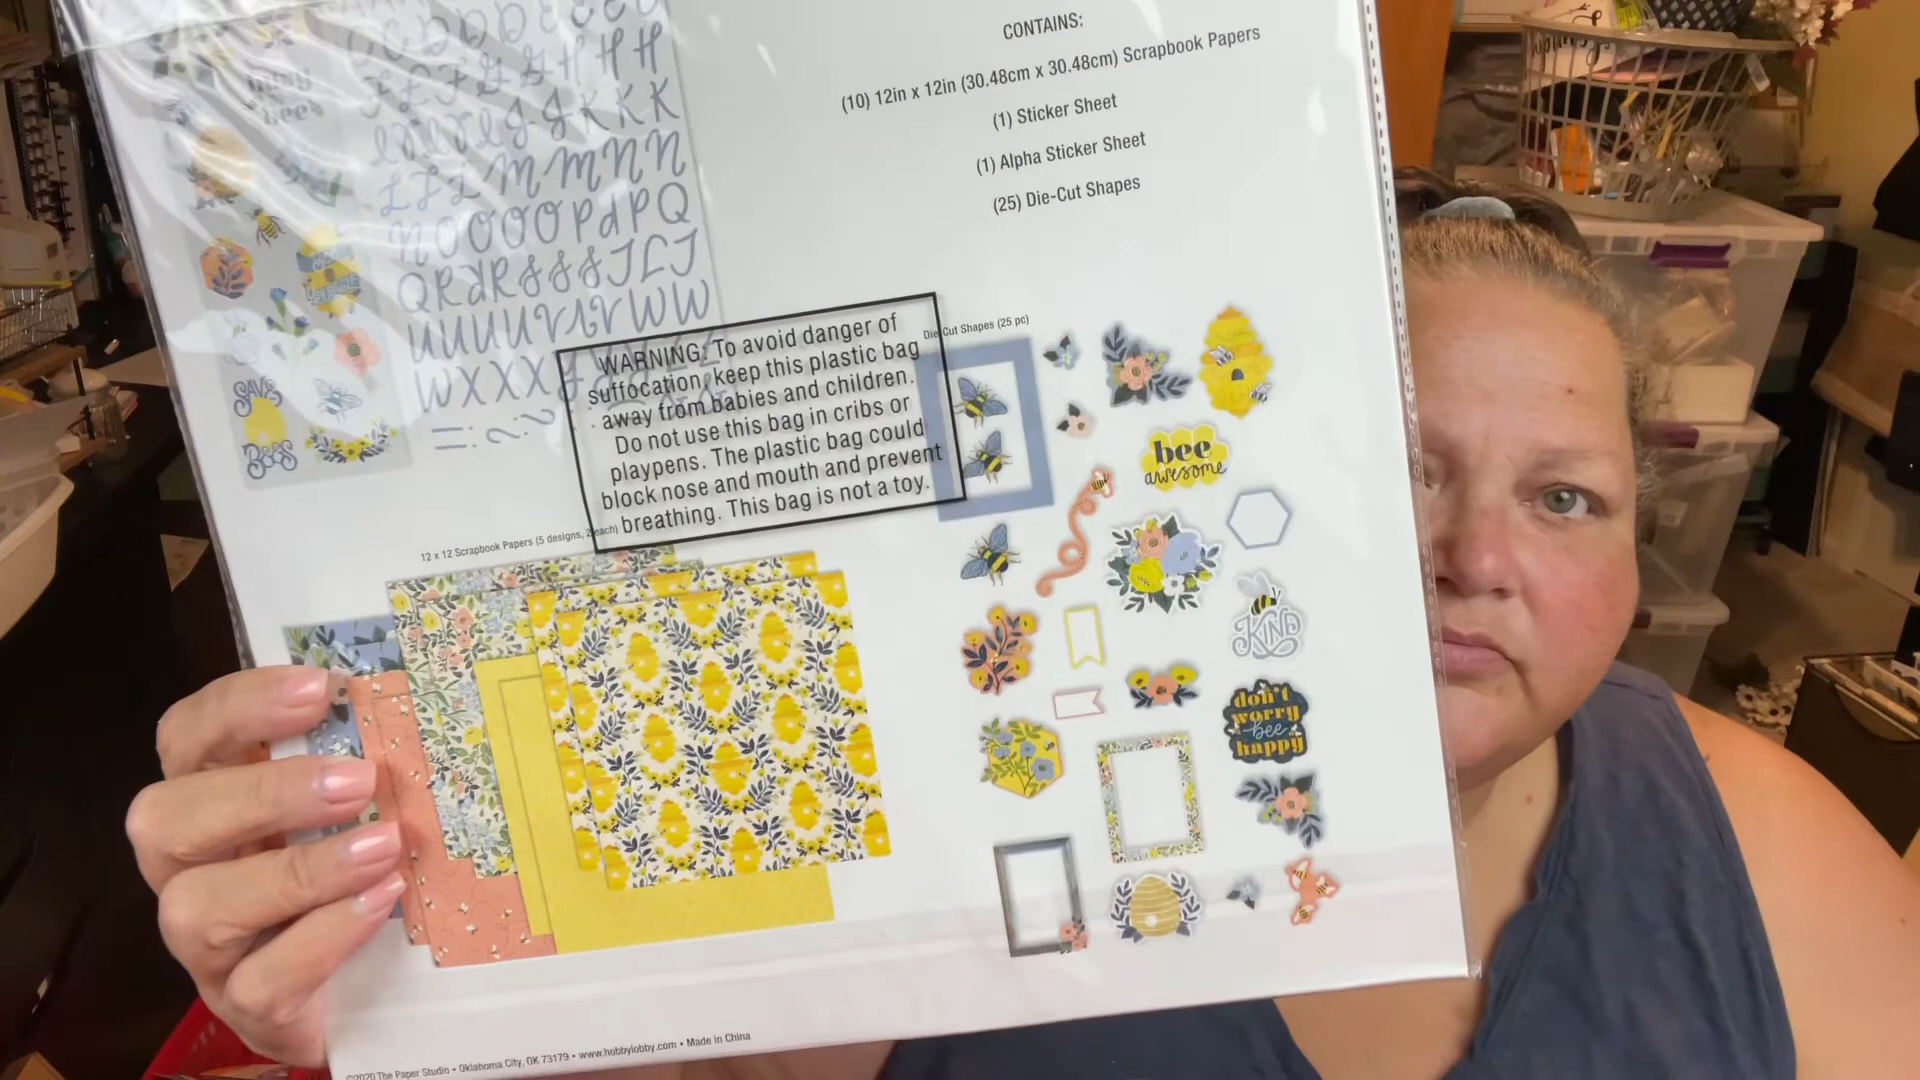 CONTAINS:
(10) 12in x 12in (30.48cm x 30.48cm) Scrapbook Papers
(1) Sticker Sheet
(1) Alpha Sticker Sheet
(25) Die-Cut Shapes
WARNING: To avoid danger of
suffocation, keep this plastic bag
away from babies and children.
Do not use this bag in cribs or
playpens. The plastic bag could
block nose and mouth and prevent
breathing. This bag is not a toy.
Die-Cut Shapes (25 pc)
bee
awesome
KIND
don't
worry
bee
happy
SAVE
BEES
12 x 12 Scrapbook Papers (5 designs, 2 each)
©2020 The Paper Studio • Oklahoma City, OK 73179 • www.hobbylobby.com • Made in China